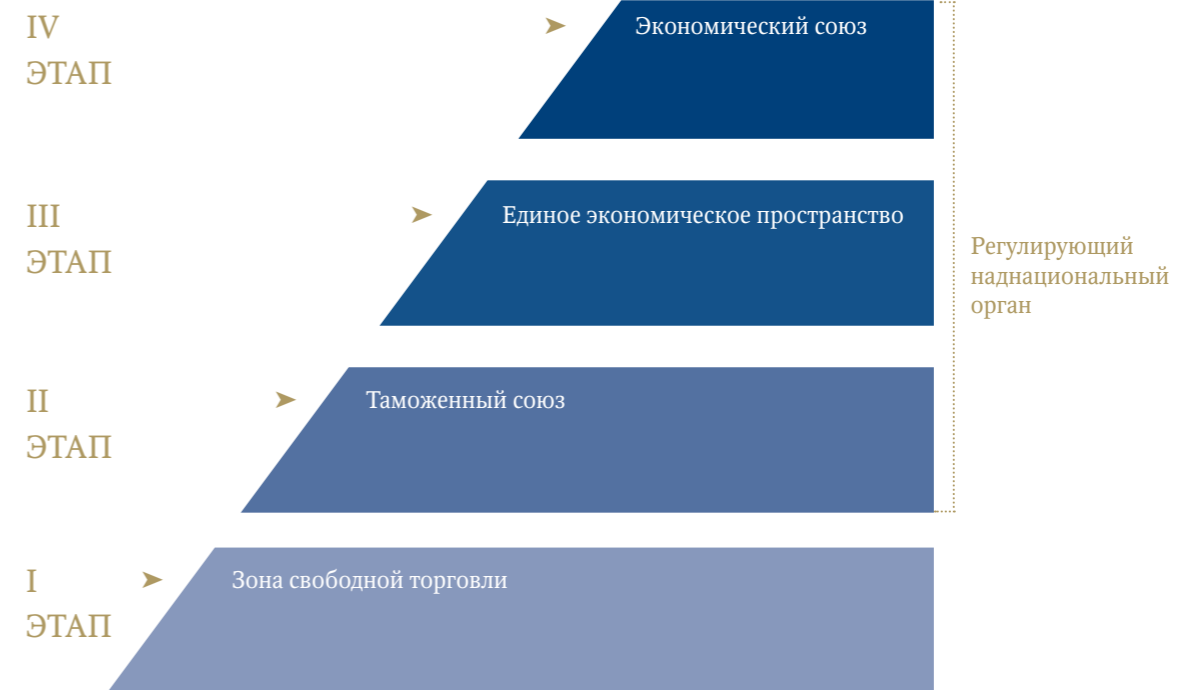 IV
ЭТАП
Экономический союз
III
ЭТАП
Единое экономическое пространство
Регулирующий
наднациональный
орган
II
ЭТАП
Таможенный союз
I
ЭТАП
Зона свободной торговли